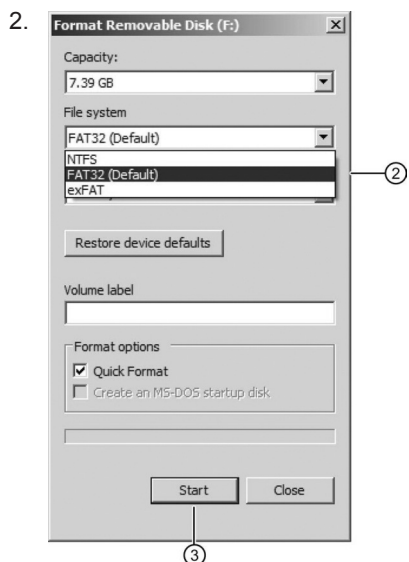 2.
Format Removable Disk (F:)
Capacity:
7.39 GB
File system
FAT32 (Default)
NTFS
FAT32 (Default)
exFAT
②
Restore device defaults
Volume label
Format options
Quick Format
Create an MS-DOS startup disk
Start
Close
③